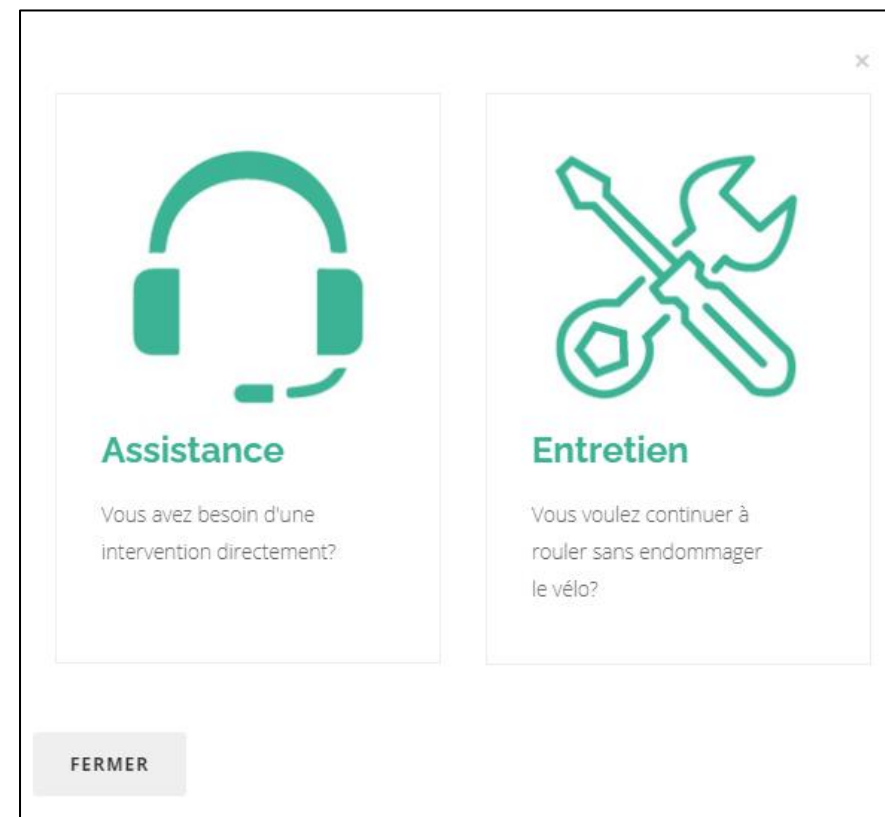 ×
Assistance
Vous avez besoin d'une
intervention directement?
Entretien
Vous voulez continuer à
rouler sans endommager
le vélo?
FERMER